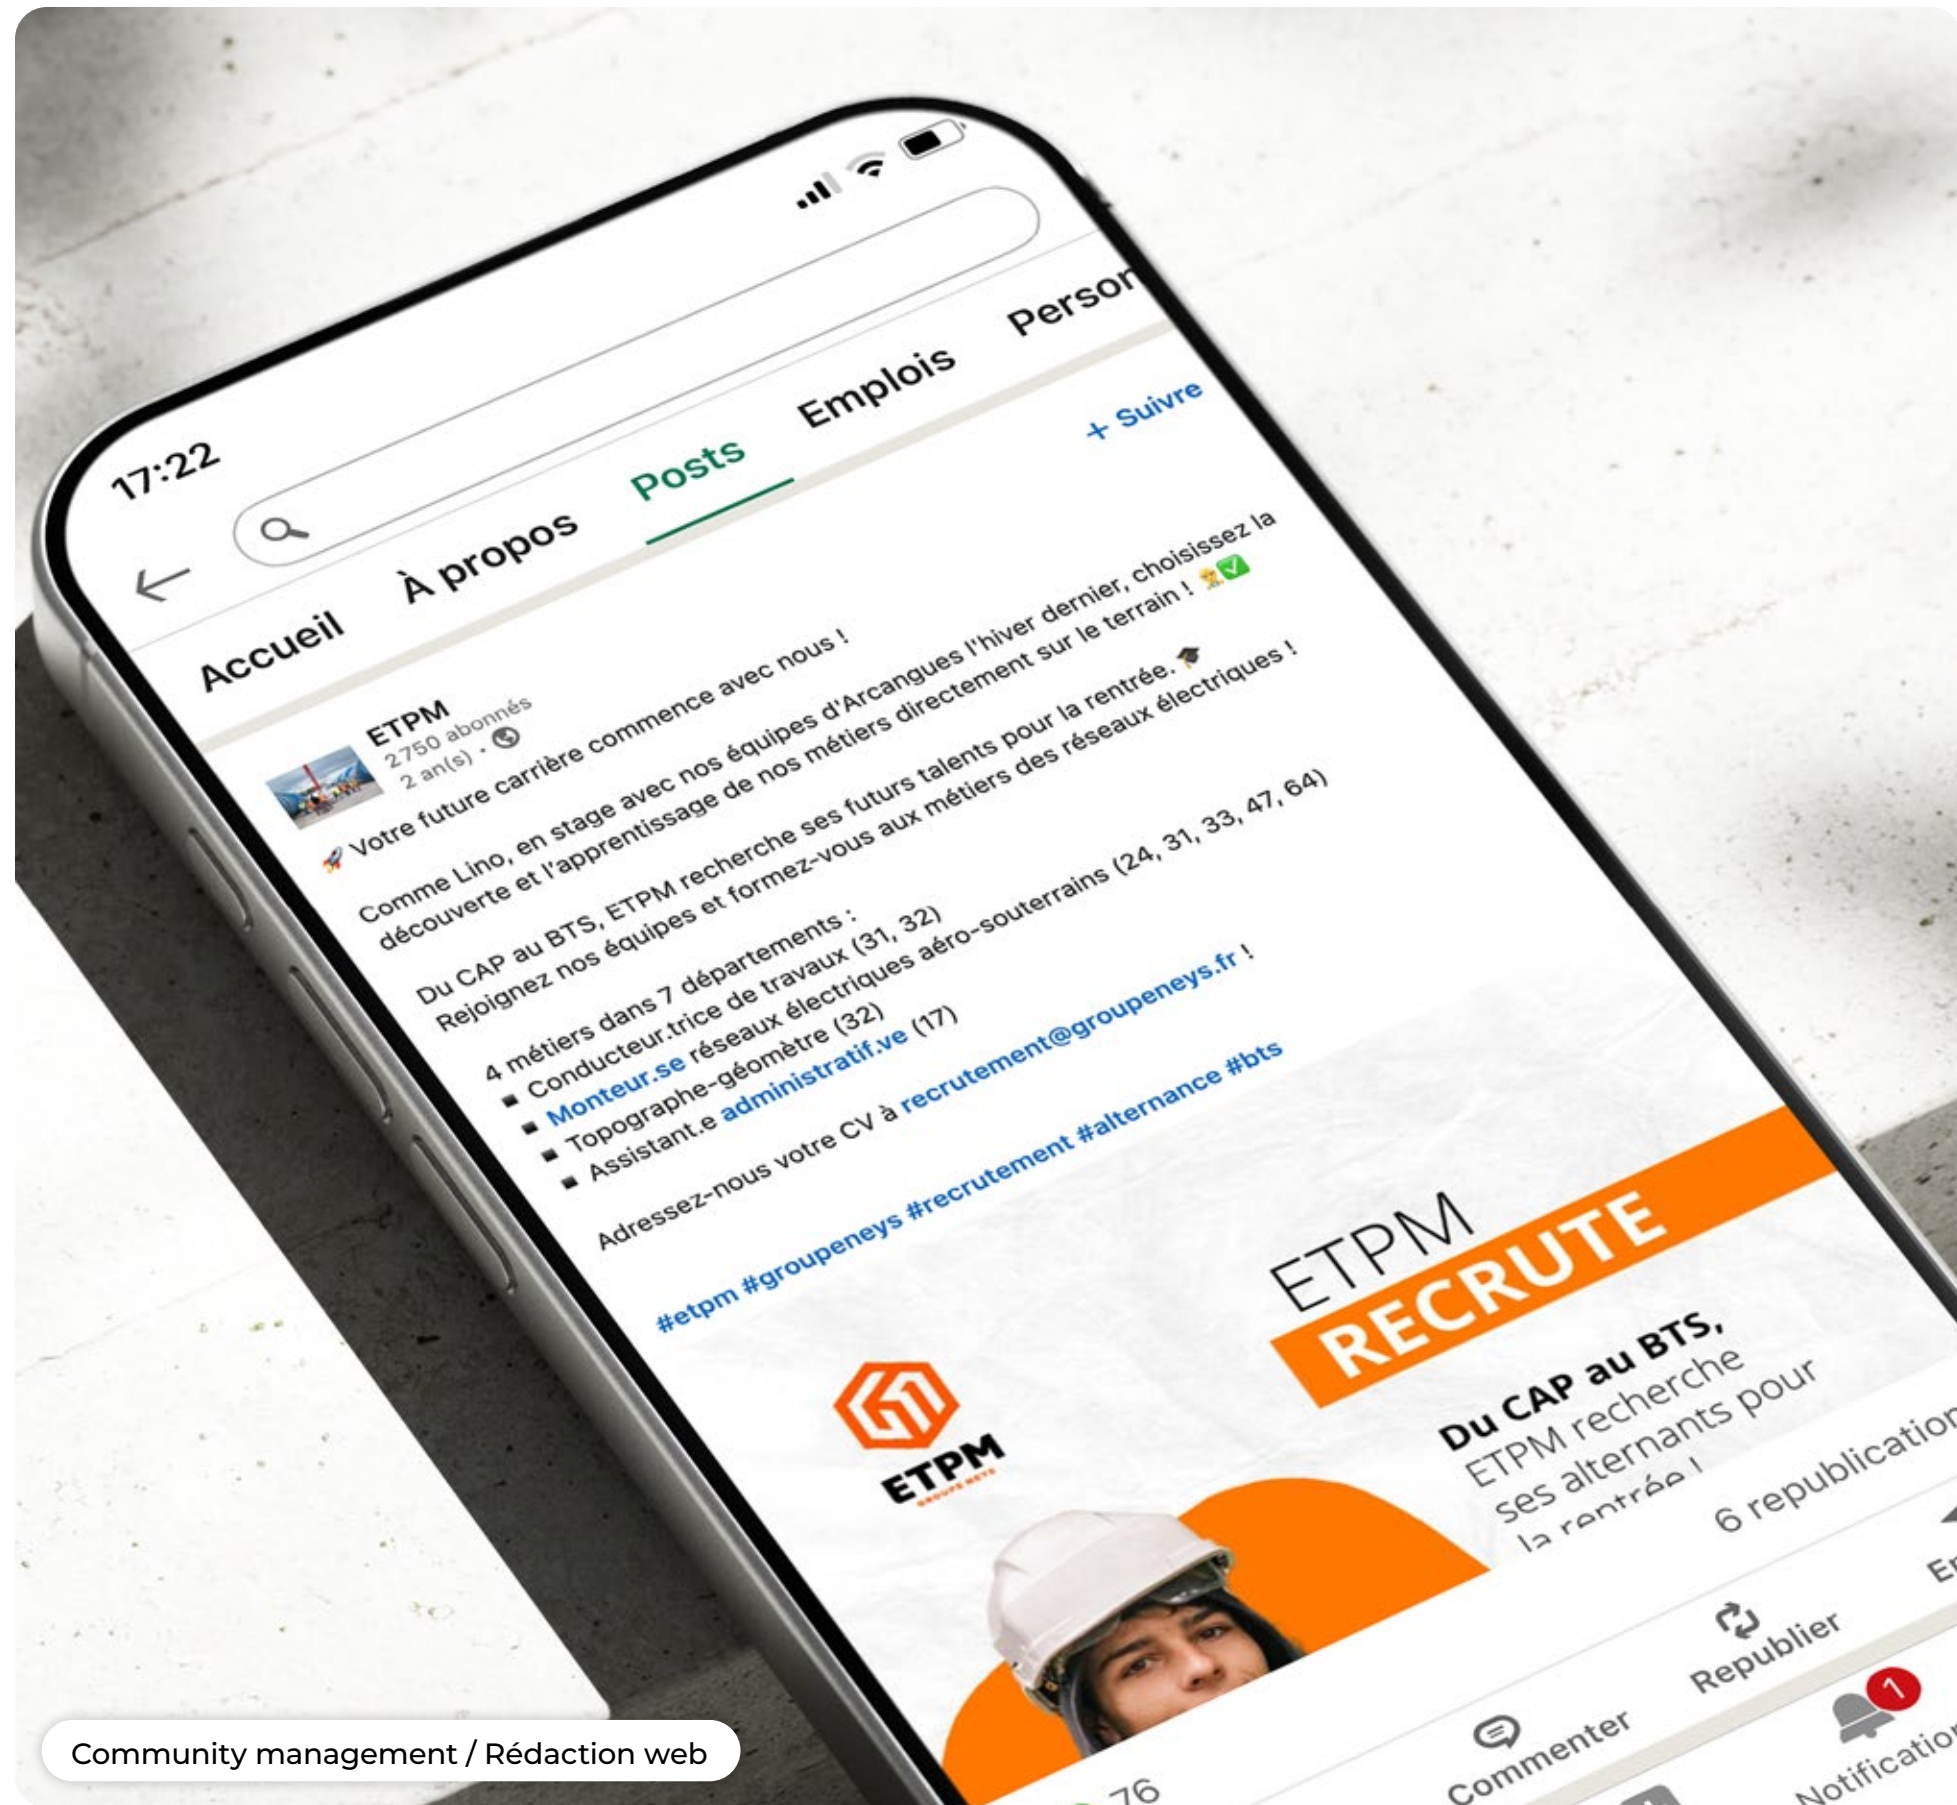 17:22
Accueil
À propos
Posts
Emplois
ETPM
2 750 abonnés
2 an(s) •
+ Suivre
🚀 Votre future carrière commence avec nous !
Comme Lino, en stage avec nos équipes d'Arcangues l'hiver dernier, choisissez la
découverte et l'apprentissage de nos métiers directement sur le terrain ! 👷✅
Du CAP au BTS, ETPM recherche ses futurs talents pour la rentrée. 🎓
Rejoignez nos équipes et formez-vous aux métiers des réseaux électriques !
4 métiers dans 7 départements :
▪ Conducteur.trice de travaux (31, 32)
▪ Monteur.se réseaux électriques aéro-souterrains (24, 31, 33, 47, 64)
▪ Topographe-géomètre (32)
▪ Assistant.e administratif.ve (17)
Adressez-nous votre CV à recrutement@groupeneys.fr !
#etpm #groupeneys #recrutement #alternance #bts
ETPM
GROUPE NEYS
ETPM
RECRUTE
Du CAP au BTS,
ETPM recherche
ses alternants pour
la rentrée !
76
6
Commenter
Republier
1
Community management / Rédaction web